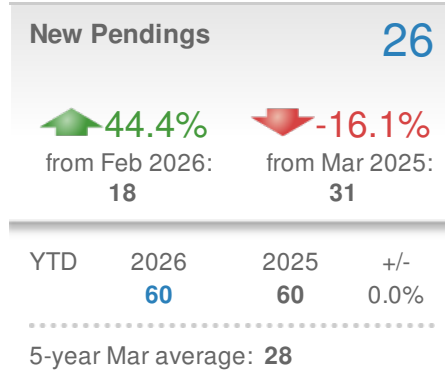 New Pendings 26
44.4% -16.1%
from Feb 2026: from Mar 2025:
18 31
YTD 2026 2025 +/-
60 60 0.0%
5-year Mar average: 28